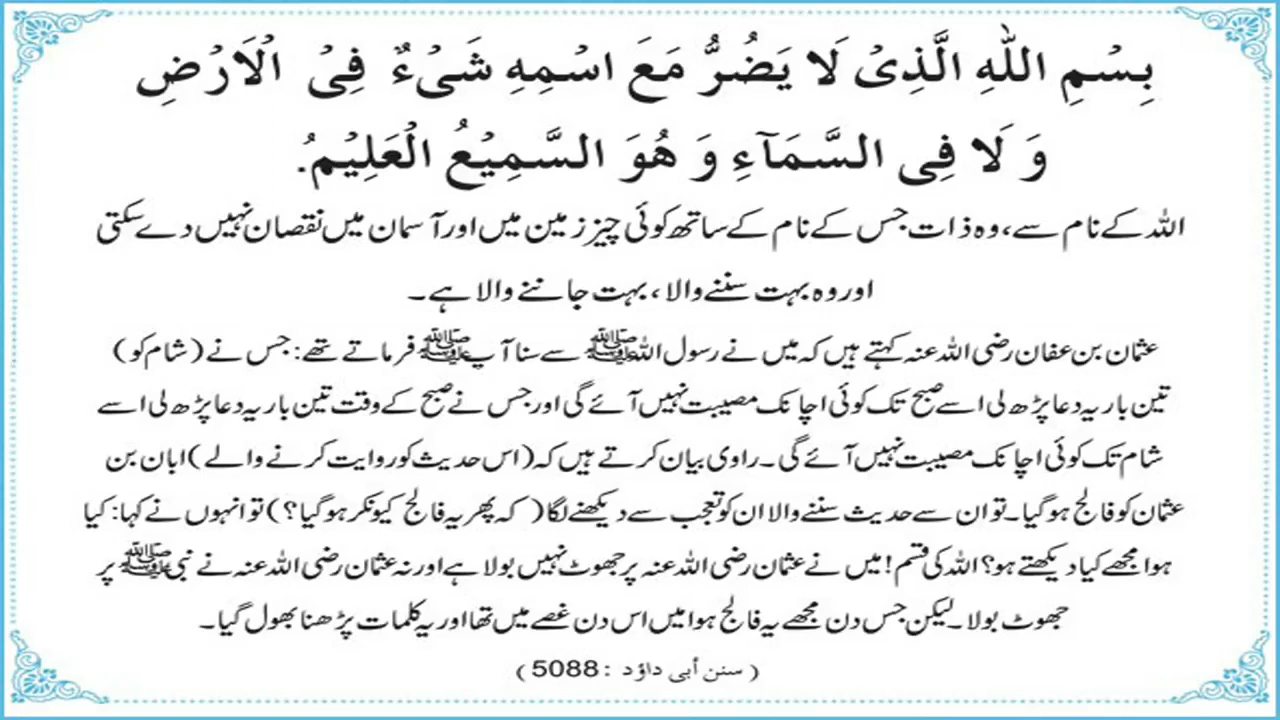 بِسْمِ اللهِ الَّذِیْ لَا یَضُرُّ مَعَ اسْمِهٖ شَیْءٌ فِی الْاَرْضِ
وَ لَا فِی السَّمَآءِ وَ هُوَ السَّمِیْعُ الْعَلِیْمُ.
اللہ کے نام سے، وہ ذات جس کے نام کے ساتھ کوئی چیز زمین میں اور آسمان میں نقصان نہیں دے سکتی
اور وہ بہت سننے والا، بہت جاننے والا ہے۔
عثمان بن عفان رضی اللہ عنہ کہتے ہیں کہ میں نے رسول اللہ ﷺ سے سنا آپ ﷺ فرماتے تھے: جس نے (شام کو)
تین بار یہ دعا پڑھ لی اسے صبح تک کوئی اچانک مصیبت نہیں آئے گی اور جس نے صبح کے وقت تین بار یہ دعا پڑھ لی اسے
شام تک کوئی اچانک مصیبت نہیں آئے گی۔ راوی بیان کرتے ہیں کہ (اس حدیث کو روایت کرنے والے) ابان بن
عثمان کو فالج ہو گیا۔ تو ان سے حدیث سننے والا ان کو تعجب سے دیکھنے لگا (کہ پھر یہ فالج کیونکر ہو گیا؟) تو انہوں نے کہا: کیا
ہوا مجھے کیا دیکھتے ہو؟ اللہ کی قسم! میں نے عثمان رضی اللہ عنہ پر جھوٹ نہیں بولا ہے اور نہ عثمان رضی اللہ عنہ نے نبی ﷺ پر
جھوٹ بولا۔ لیکن جس دن مجھے یہ فالج ہوا میں اس دن غصے میں تھا اور یہ کلمات پڑھنا بھول گیا۔
(سنن أبی داؤد : 5088)